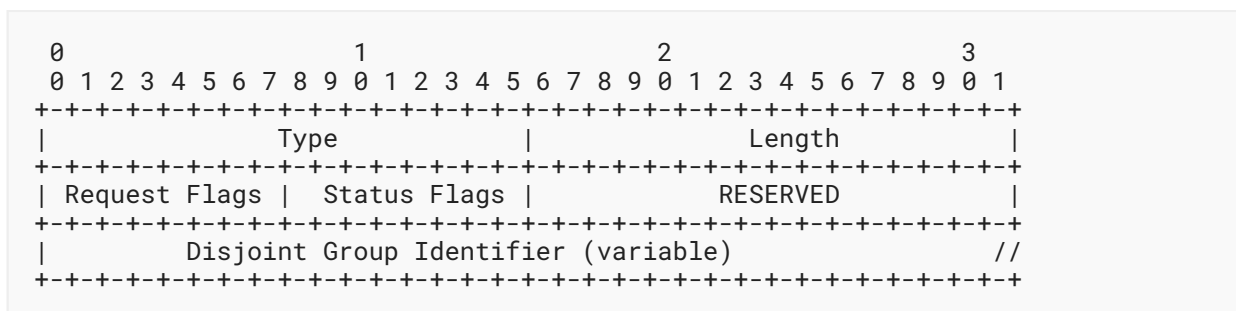 0                   1                   2                   3
 0 1 2 3 4 5 6 7 8 9 0 1 2 3 4 5 6 7 8 9 0 1 2 3 4 5 6 7 8 9 0 1
+-+-+-+-+-+-+-+-+-+-+-+-+-+-+-+-+-+-+-+-+-+-+-+-+-+-+-+-+-+-+-+-+
|               Type            |              Length           |
+-+-+-+-+-+-+-+-+-+-+-+-+-+-+-+-+-+-+-+-+-+-+-+-+-+-+-+-+-+-+-+-+
| Request Flags |  Status Flags |            RESERVED           |
+-+-+-+-+-+-+-+-+-+-+-+-+-+-+-+-+-+-+-+-+-+-+-+-+-+-+-+-+-+-+-+-+
|         Disjoint Group Identifier (variable)                 //
+-+-+-+-+-+-+-+-+-+-+-+-+-+-+-+-+-+-+-+-+-+-+-+-+-+-+-+-+-+-+-+-+